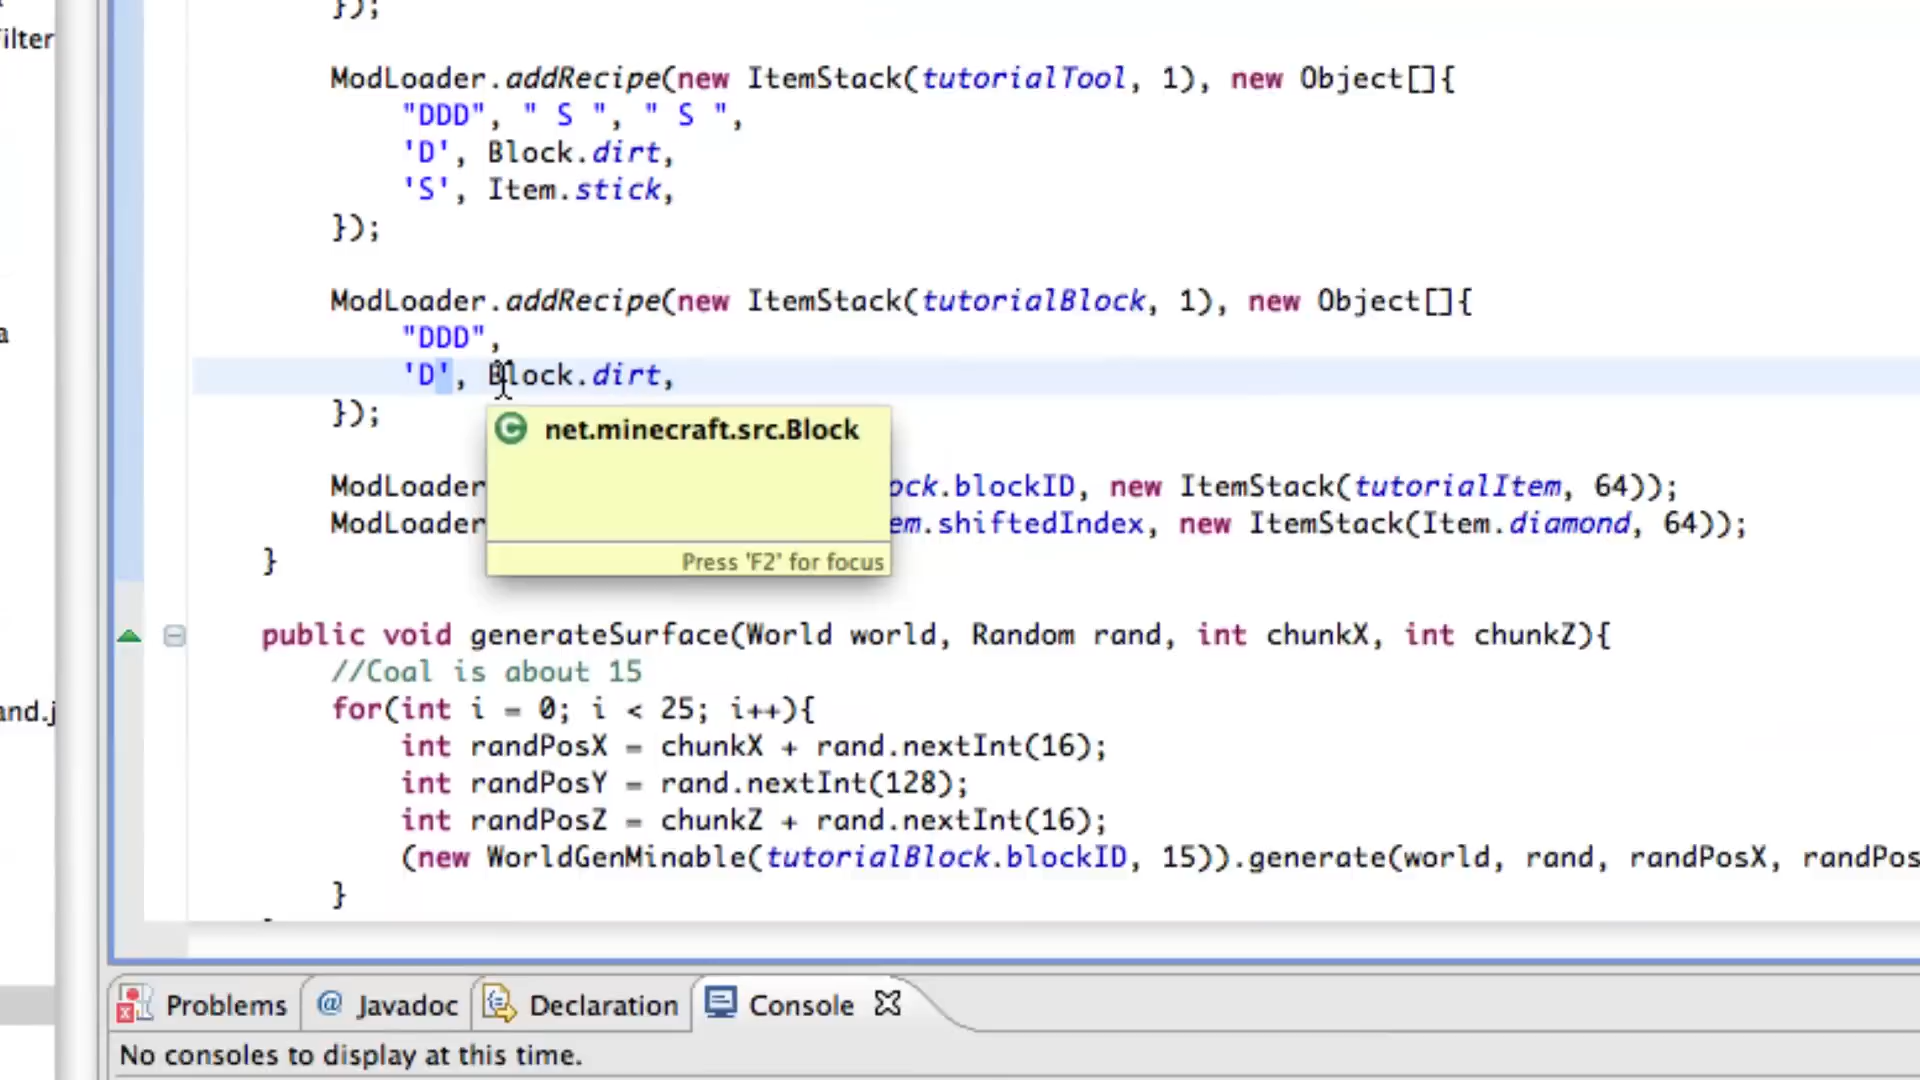 });
ilter
ModLoader.addRecipe(new ItemStack(tutorialTool, 1), new Object[]{
"DDD", " S ", " S ",
'D', Block.dirt,
'S', Item.stick,
});
ModLoader.addRecipe(new ItemStack(tutorialBlock, 1), new Object[]{
a
"DDD",
'D', Block.dirt,
});
net.minecraft.src.Block
ModLoader ock.blockID, new ItemStack(tutorialItem, 64));
ModLoader em.shiftedIndex, new ItemStack(Item.diamond, 64));
}
Press 'F2' for focus
public void generateSurface(World world, Random rand, int chunkX, int chunkZ){
//Coal is about 15
for(int i = 0; i < 25; i++){
and.j
int randPosX = chunkX + rand.nextInt(16);
int randPosY = rand.nextInt(128);
int randPosZ = chunkZ + rand.nextInt(16);
(new WorldGenMinable(tutorialBlock.blockID, 15)).generate(world, rand, randPosX, randPos
}
Problems @ Javadoc Declaration Console
No consoles to display at this time.